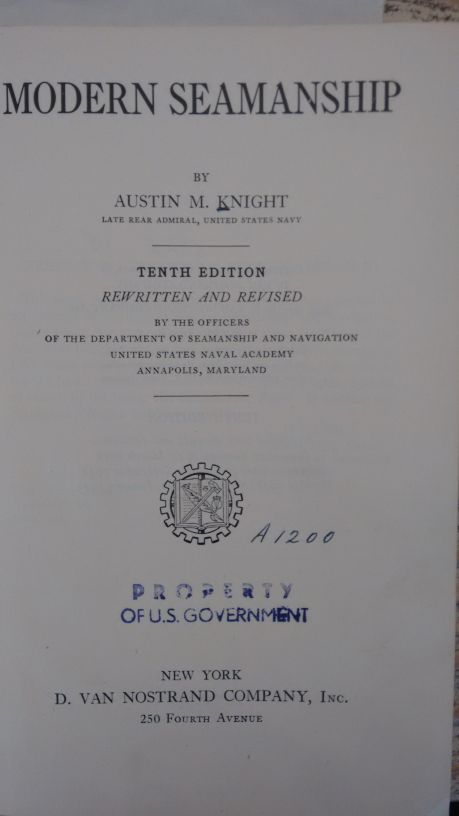 MODERN SEAMANSHIP
BY
AUSTIN M. KNIGHT
LATE REAR ADMIRAL, UNITED STATES NAVY
TENTH EDITION
REWRITTEN AND REVISED
BY THE OFFICERS
OF THE DEPARTMENT OF SEAMANSHIP AND NAVIGATION
UNITED STATES NAVAL ACADEMY
ANNAPOLIS, MARYLAND
A1200
PROPERTY
OF U.S. GOVERNMENT
NEW YORK
D. VAN NOSTRAND COMPANY, INC.
250 FOURTH AVENUE